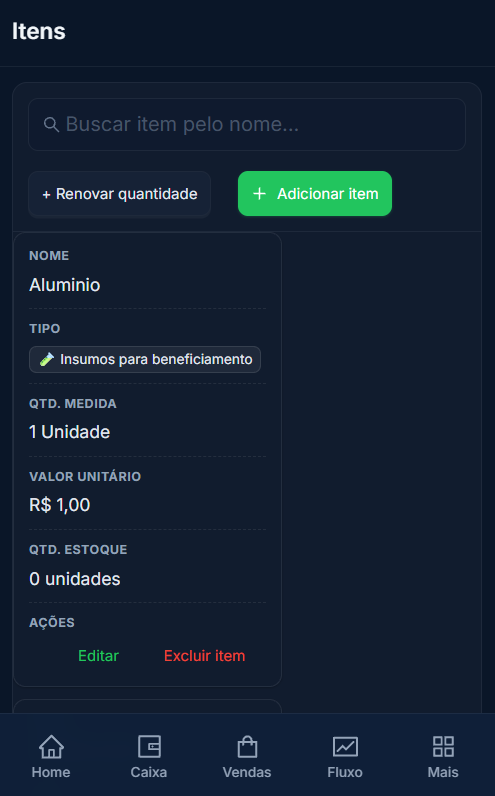 Itens
Buscar item pelo nome...
+ Renovar quantidade
+ Adicionar item
NOME
Aluminio
TIPO
Insumos para beneficiamento
QTD. MEDIDA
1 Unidade
VALOR UNITÁRIO
R$ 1,00
QTD. ESTOQUE
0 unidades
AÇÕES
Editar Excluir item
Home Caixa Vendas Fluxo Mais